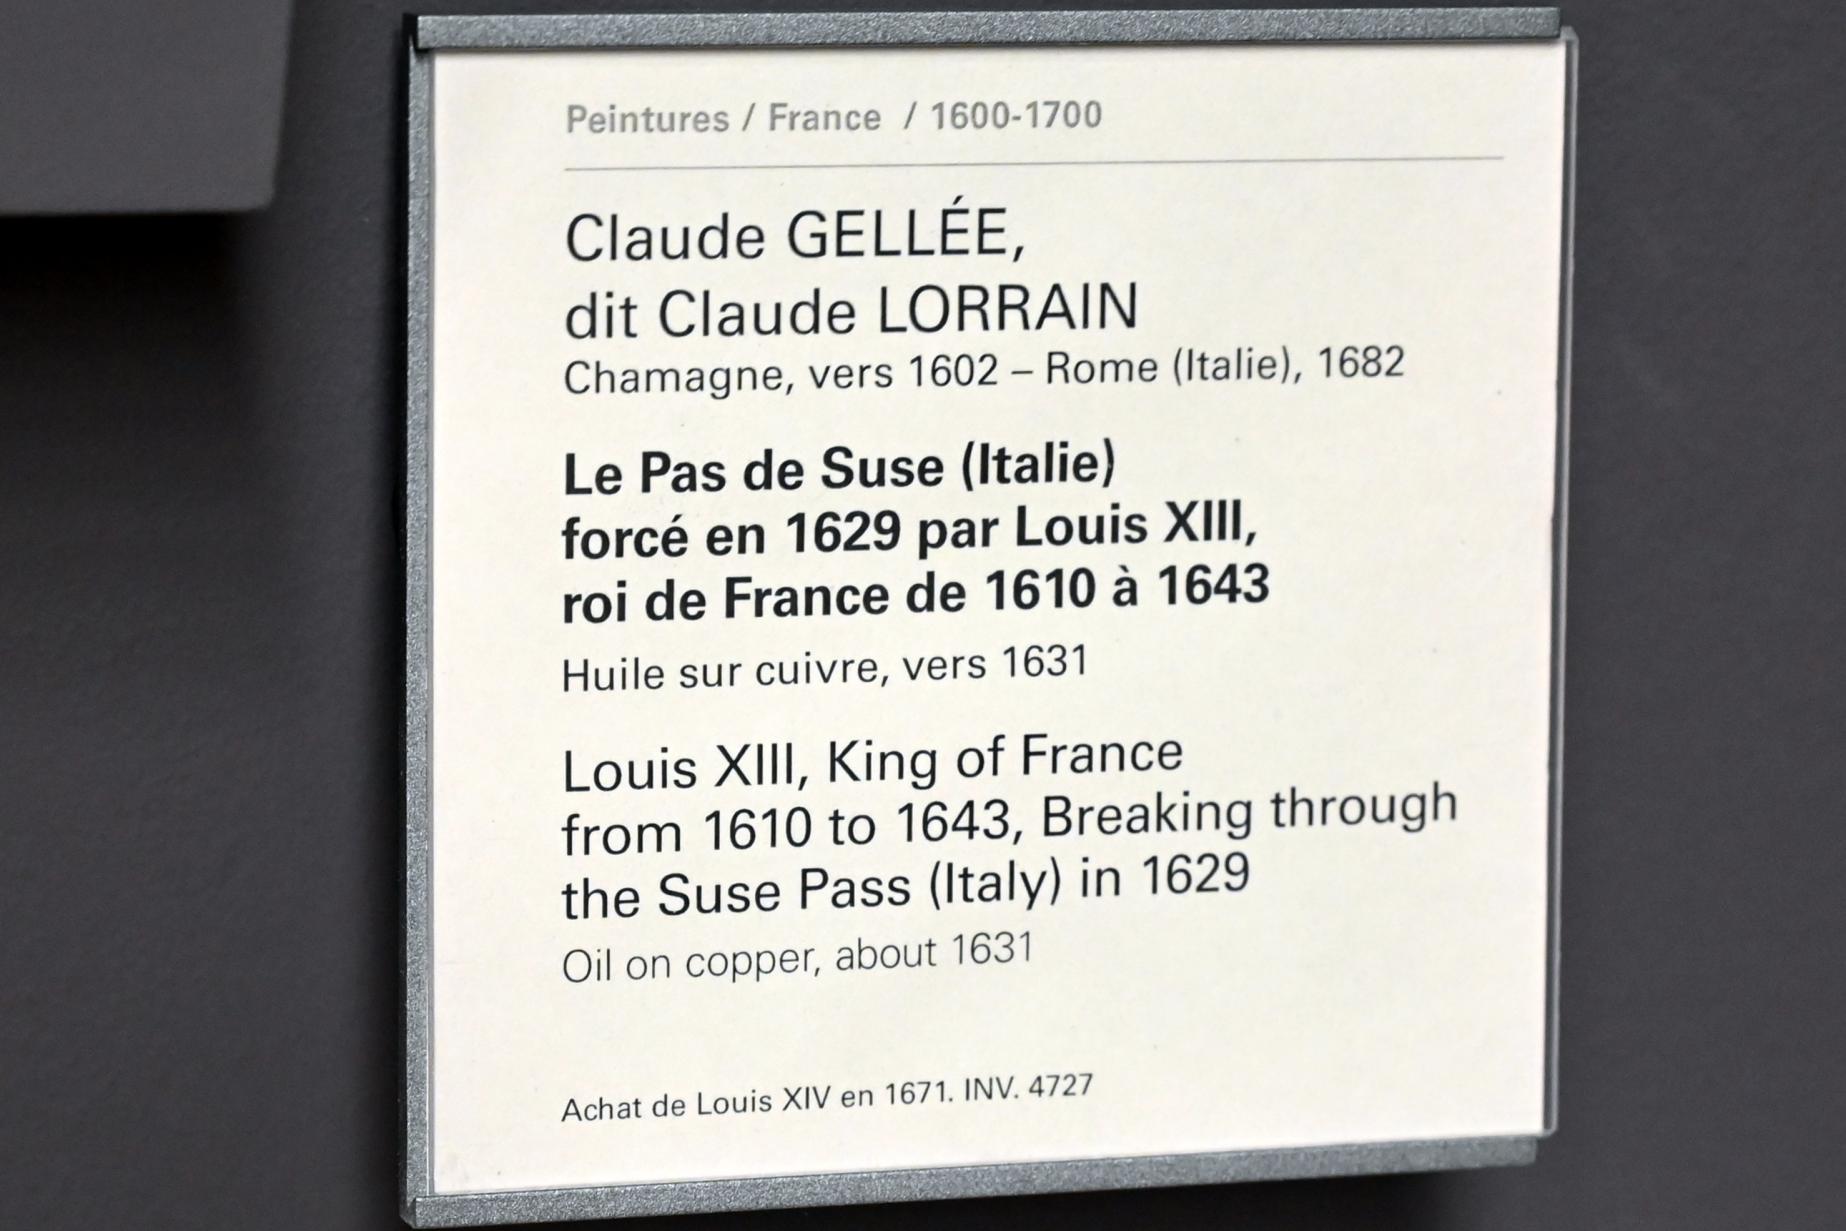 Peintures / France / 1600-1700
Claude GELLÉE,
dit Claude LORRAIN
Chamagne, vers 1602 – Rome (Italie), 1682
Le Pas de Suse (Italie)
forcé en 1629 par Louis XIII,
roi de France de 1610 à 1643
Huile sur cuivre, vers 1631
Louis XIII, King of France
from 1610 to 1643, Breaking through
the Suse Pass (Italy) in 1629
Oil on copper, about 1631
Achat de Louis XIV en 1671. INV. 4727